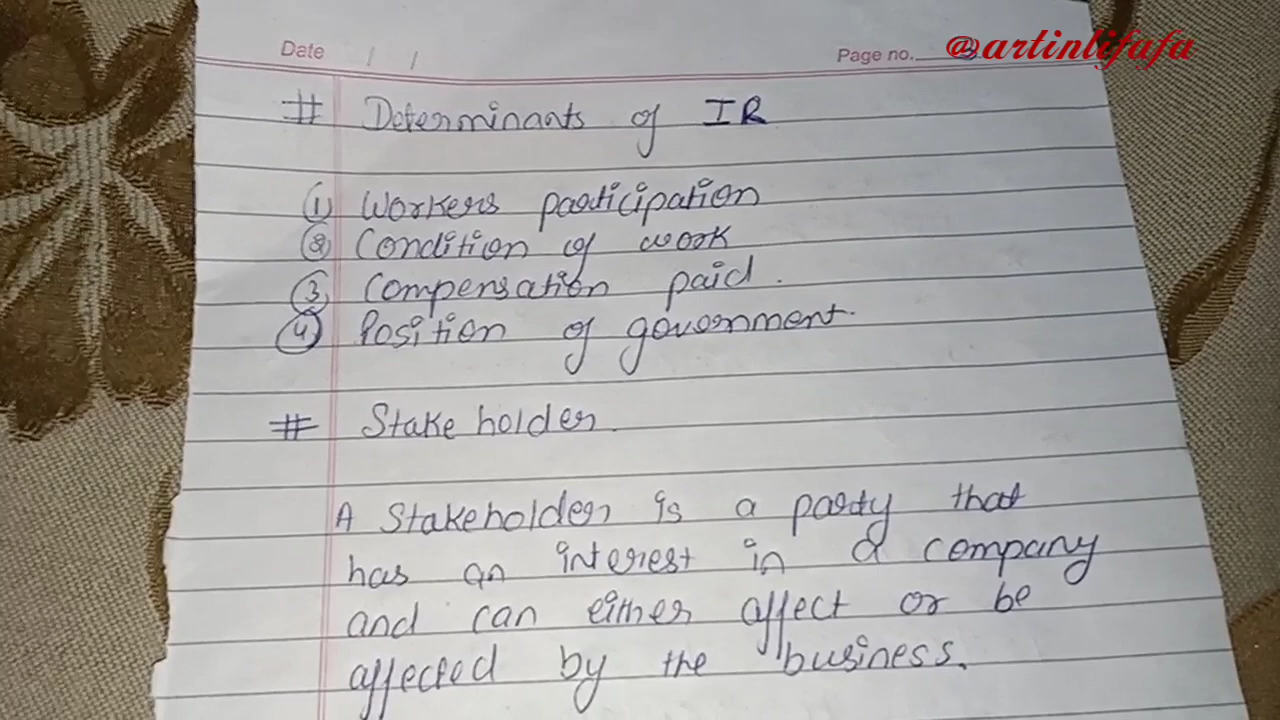 Date / /
Page no. @artinlifafa
# Determinants of IR
① Workers participation
② Condition of work
③ Compensation paid.
④ Position of government.
# Stake holder.
A Stakeholder is a party that
has an interest in a company
and can either affect or be
affected by the business.